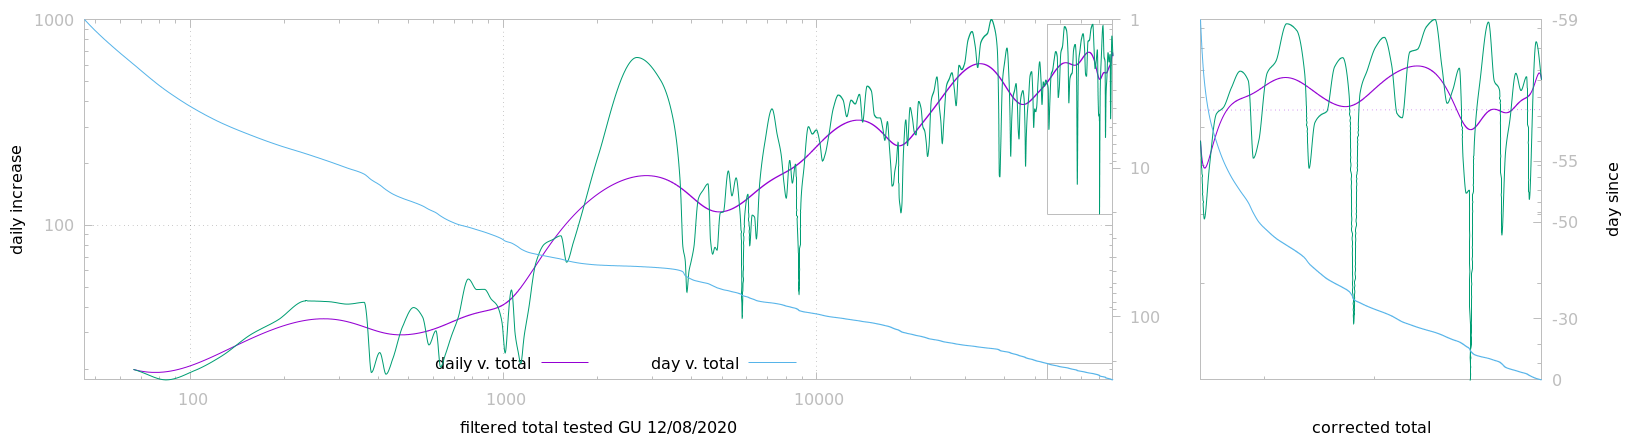 1000
100
daily increase
100
1000
10000
1
10
100
daily v. total
day v. total
filtered total tested GU 12/08/2020
-59
-55
-50
-30
0
day since
corrected total